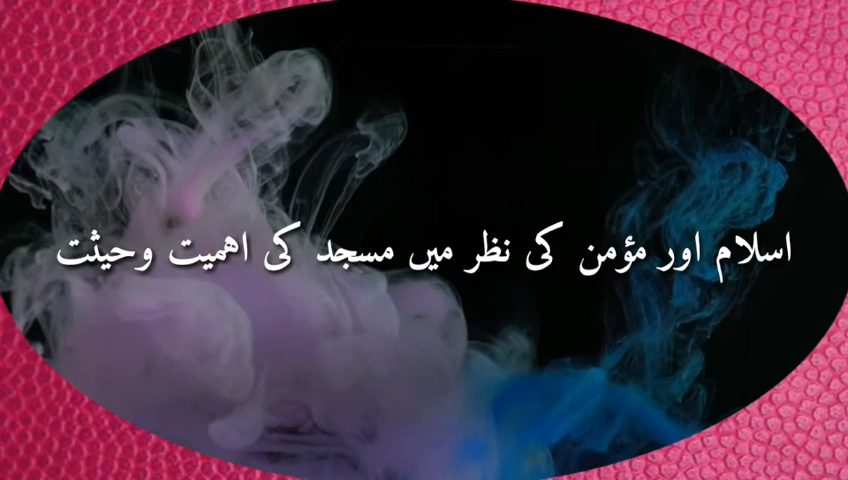 اسلام اور مؤمن کی نظر میں مسجد کی اہمیت وحیثت